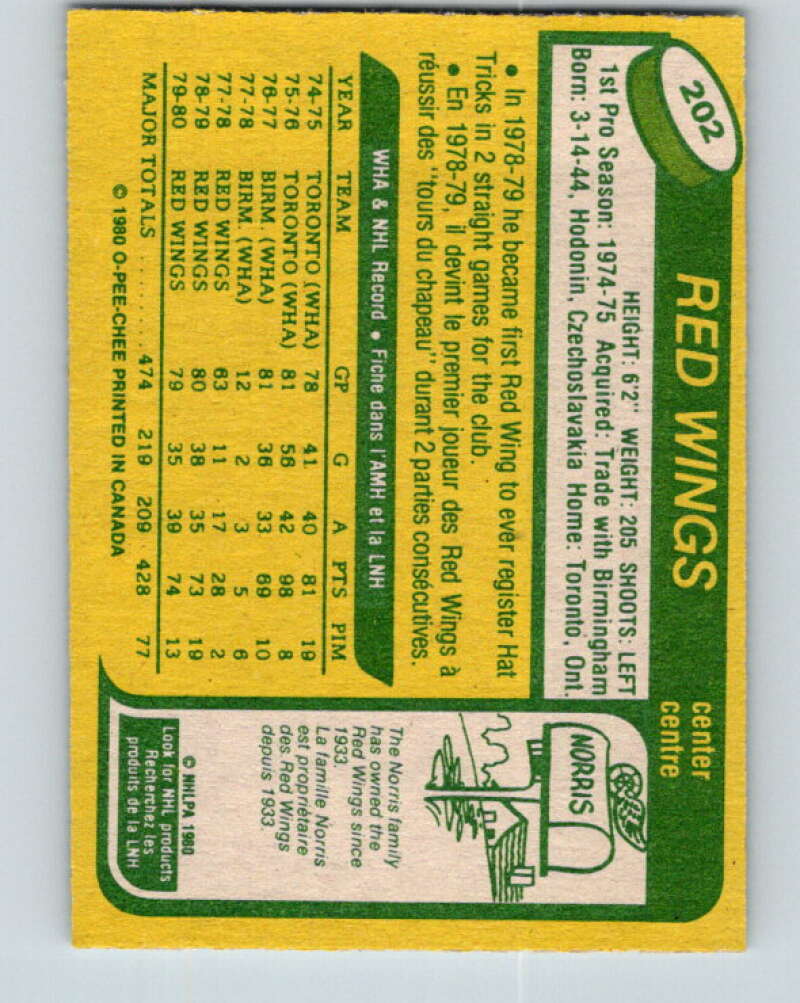 202
RED WINGS
center
centre
HEIGHT: 6'2" WEIGHT: 205 SHOOTS: LEFT
1st Pro Season: 1974-75 Acquired: Trade with Birmingham
Born: 3-14-44, Hodonin, Czechoslavakia Home: Toronto, Ont.
• In 1978-79 he became first Red Wing to ever register Hat
Tricks in 2 straight games for the club.
• En 1978-79, il devint le premier joueur des Red Wings à
réussir des "tours du chapeau" durant 2 parties consécutives.
WHA & NHL Record • Fiche dans l'AMH et la LNH
YEAR TEAM GP G A PTS PIM
74-75 TORONTO (WHA) 78 41 40 81 19
75-76 TORONTO (WHA) 81 56 42 98 8
76-77 BIRM. (WHA) 81 36 33 69 10
77-78 BIRM. (WHA) 12 2 3 5 6
77-78 RED WINGS 63 11 17 28 2
78-79 RED WINGS 80 38 35 73 19
79-80 RED WINGS 79 35 39 74 13
MAJOR TOTALS ......... 474 219 209 428 77
© 1980 O-PEE-CHEE PRINTED IN CANADA
NORRIS
The Norris family
has owned the
Red Wings since
1933.
La famille Norris
est propriétaire
des Red Wings
depuis 1933.
© NHLPA 1980
Look for NHL products
Recherchez les
produits de la LNH